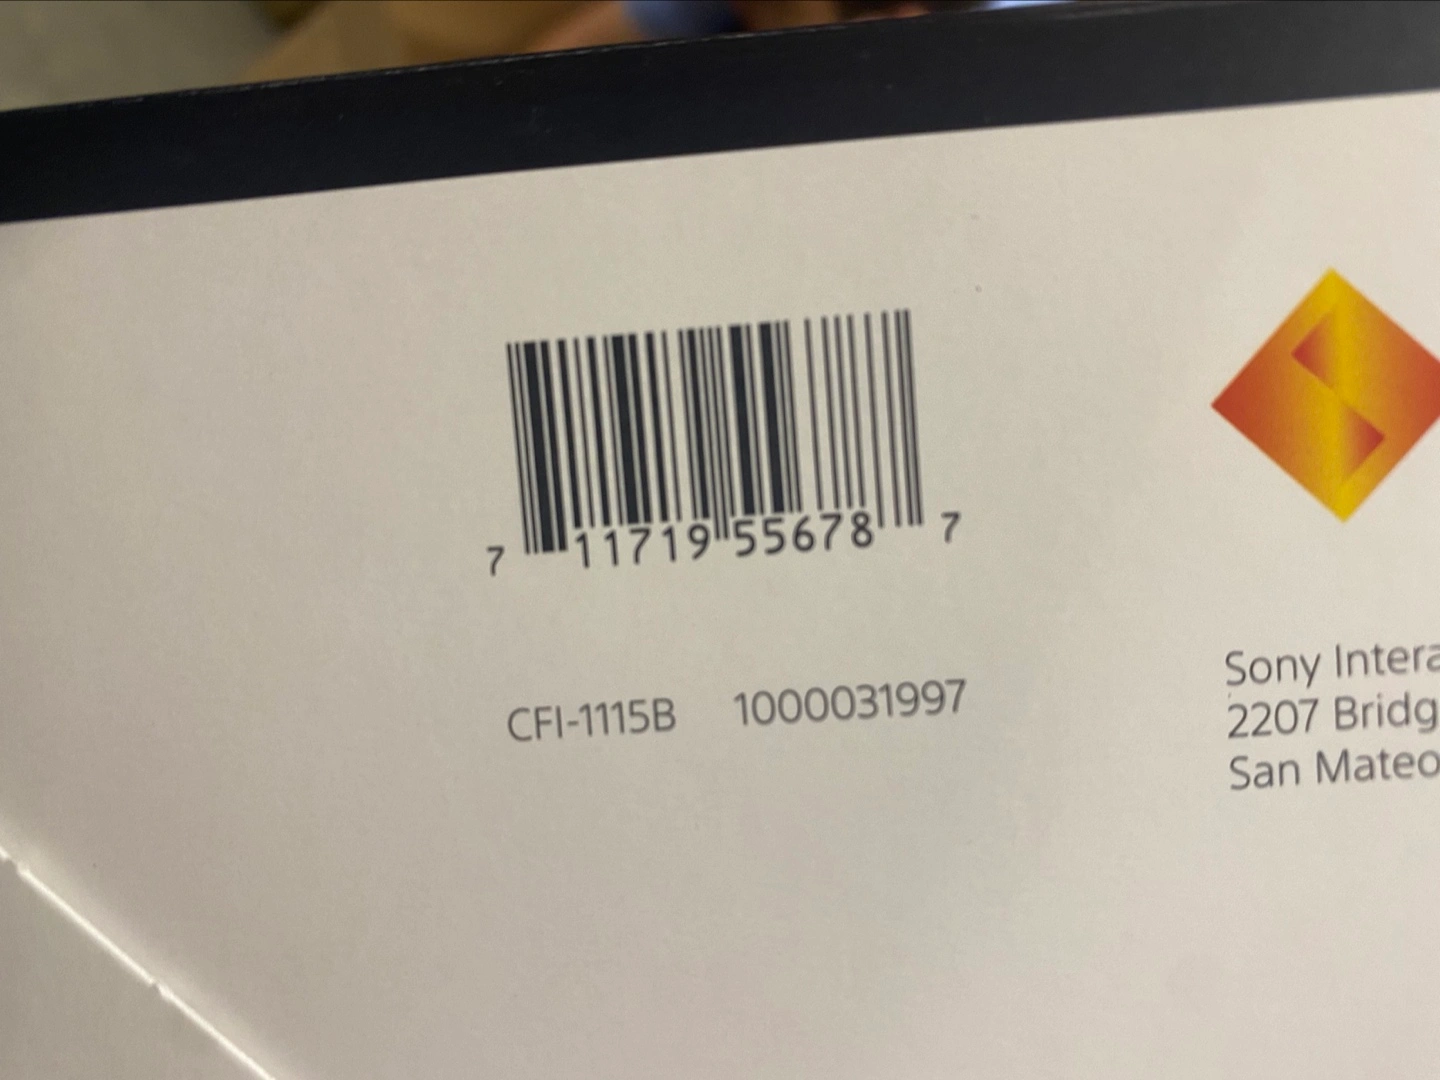 7 11719 55678 7
CFI-1115B 1000031997
Sony Intera
2207 Bridg
San Mateo